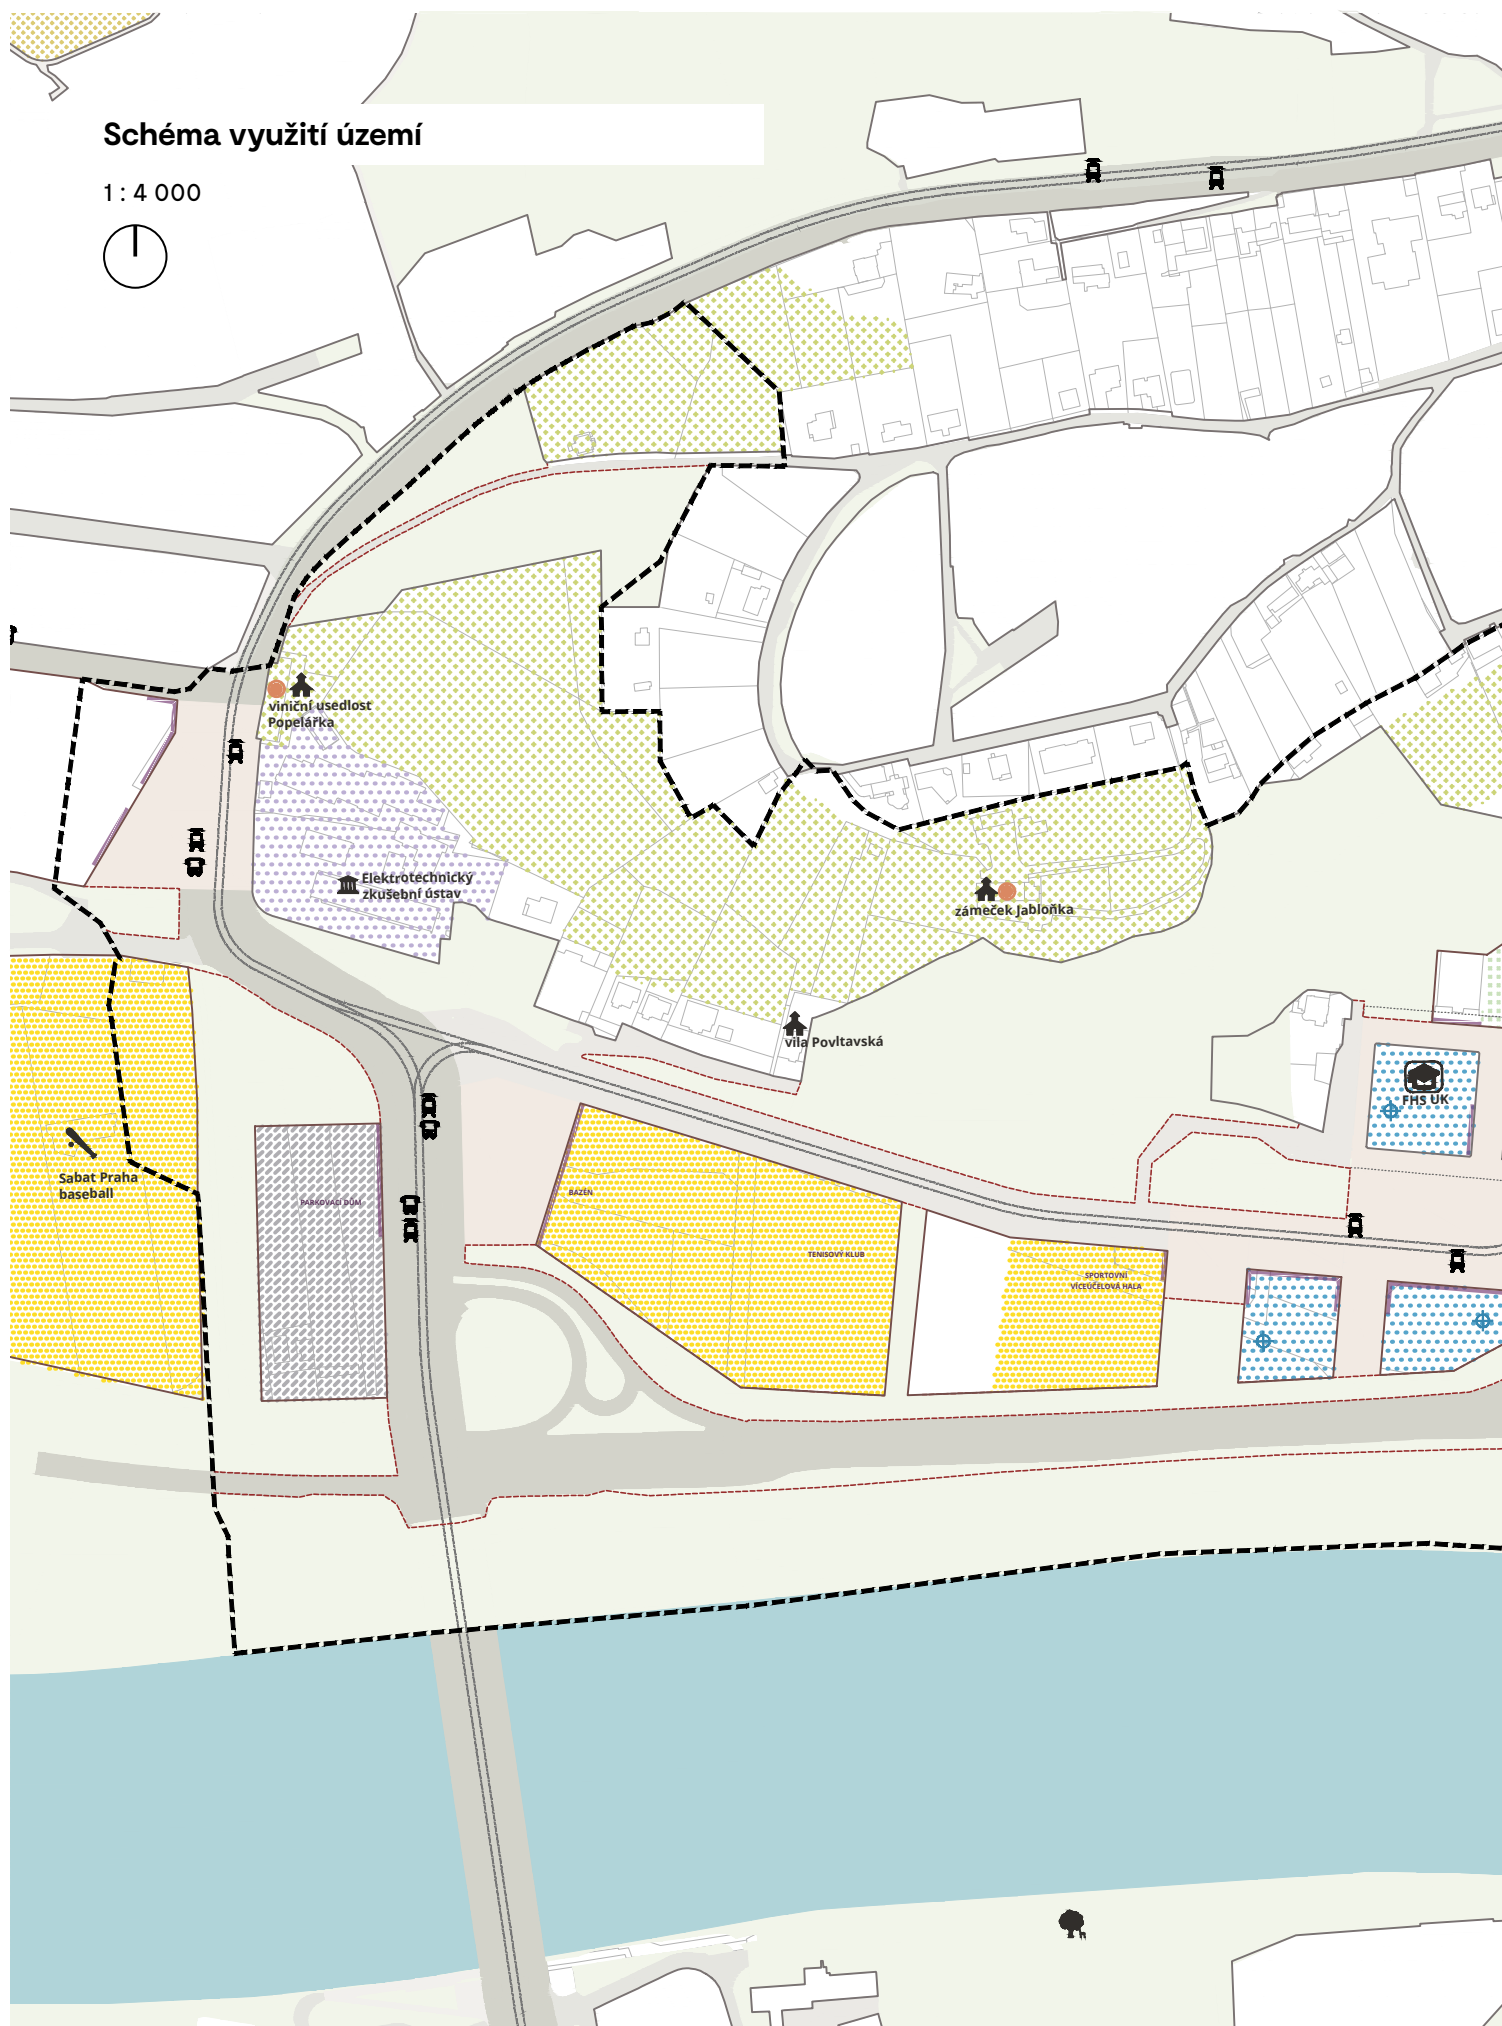 Schéma využití území
1 : 4 000
viniční usedlost
Popelářka
Elektrotechnický
zkušební ústav
zámeček Jabloňka
vila Povltavská
FHS UK
Sabat Praha
baseball
PARKOVACÍ DŮM
BAZÉN
TENISOVÝ KLUB
SPORTOVNÍ
VÍCEÚČELOVÁ HALA